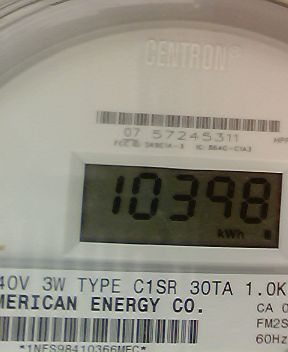 CENTRON®
07 57245311
10398
kWh
40V 3W TYPE C1SR 30TA 1.0K
MERICAN ENERGY CO.
CA 0
FM2S
60Hz
*1NFS98410366MFC*